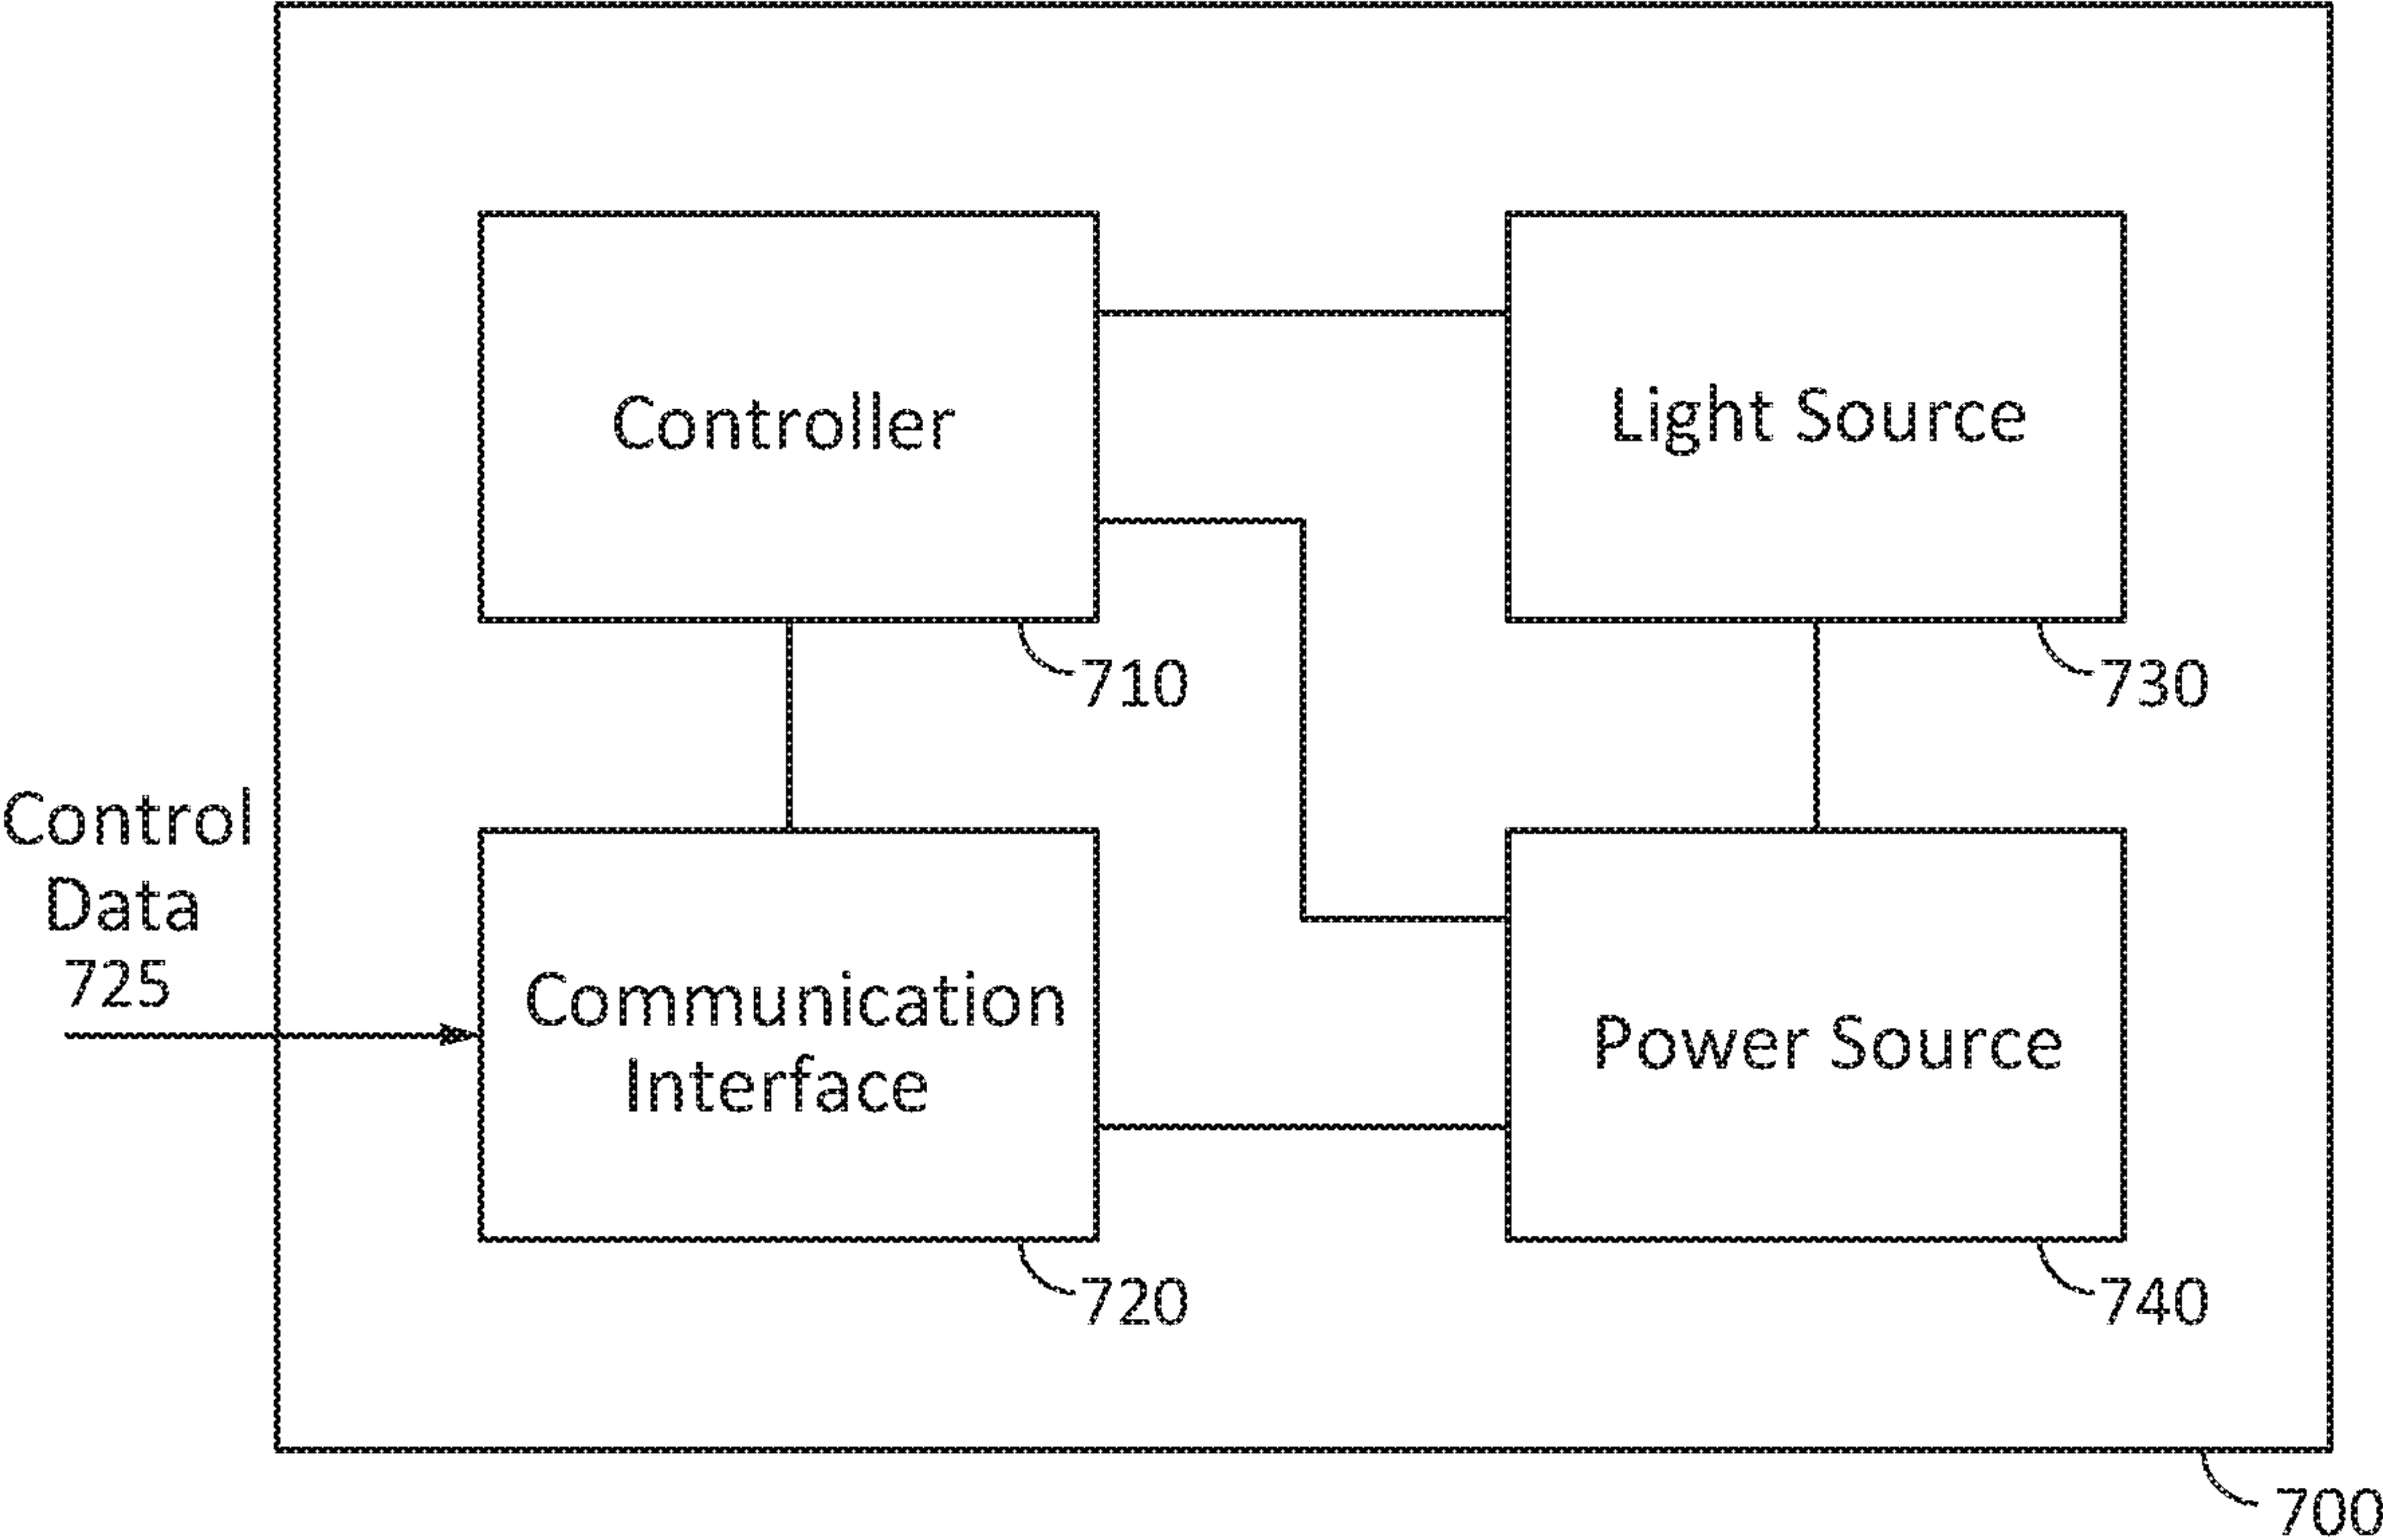 Controller
710
Light Source
730
Control
Data
725
Communication
Interface
720
Power Source
740
700